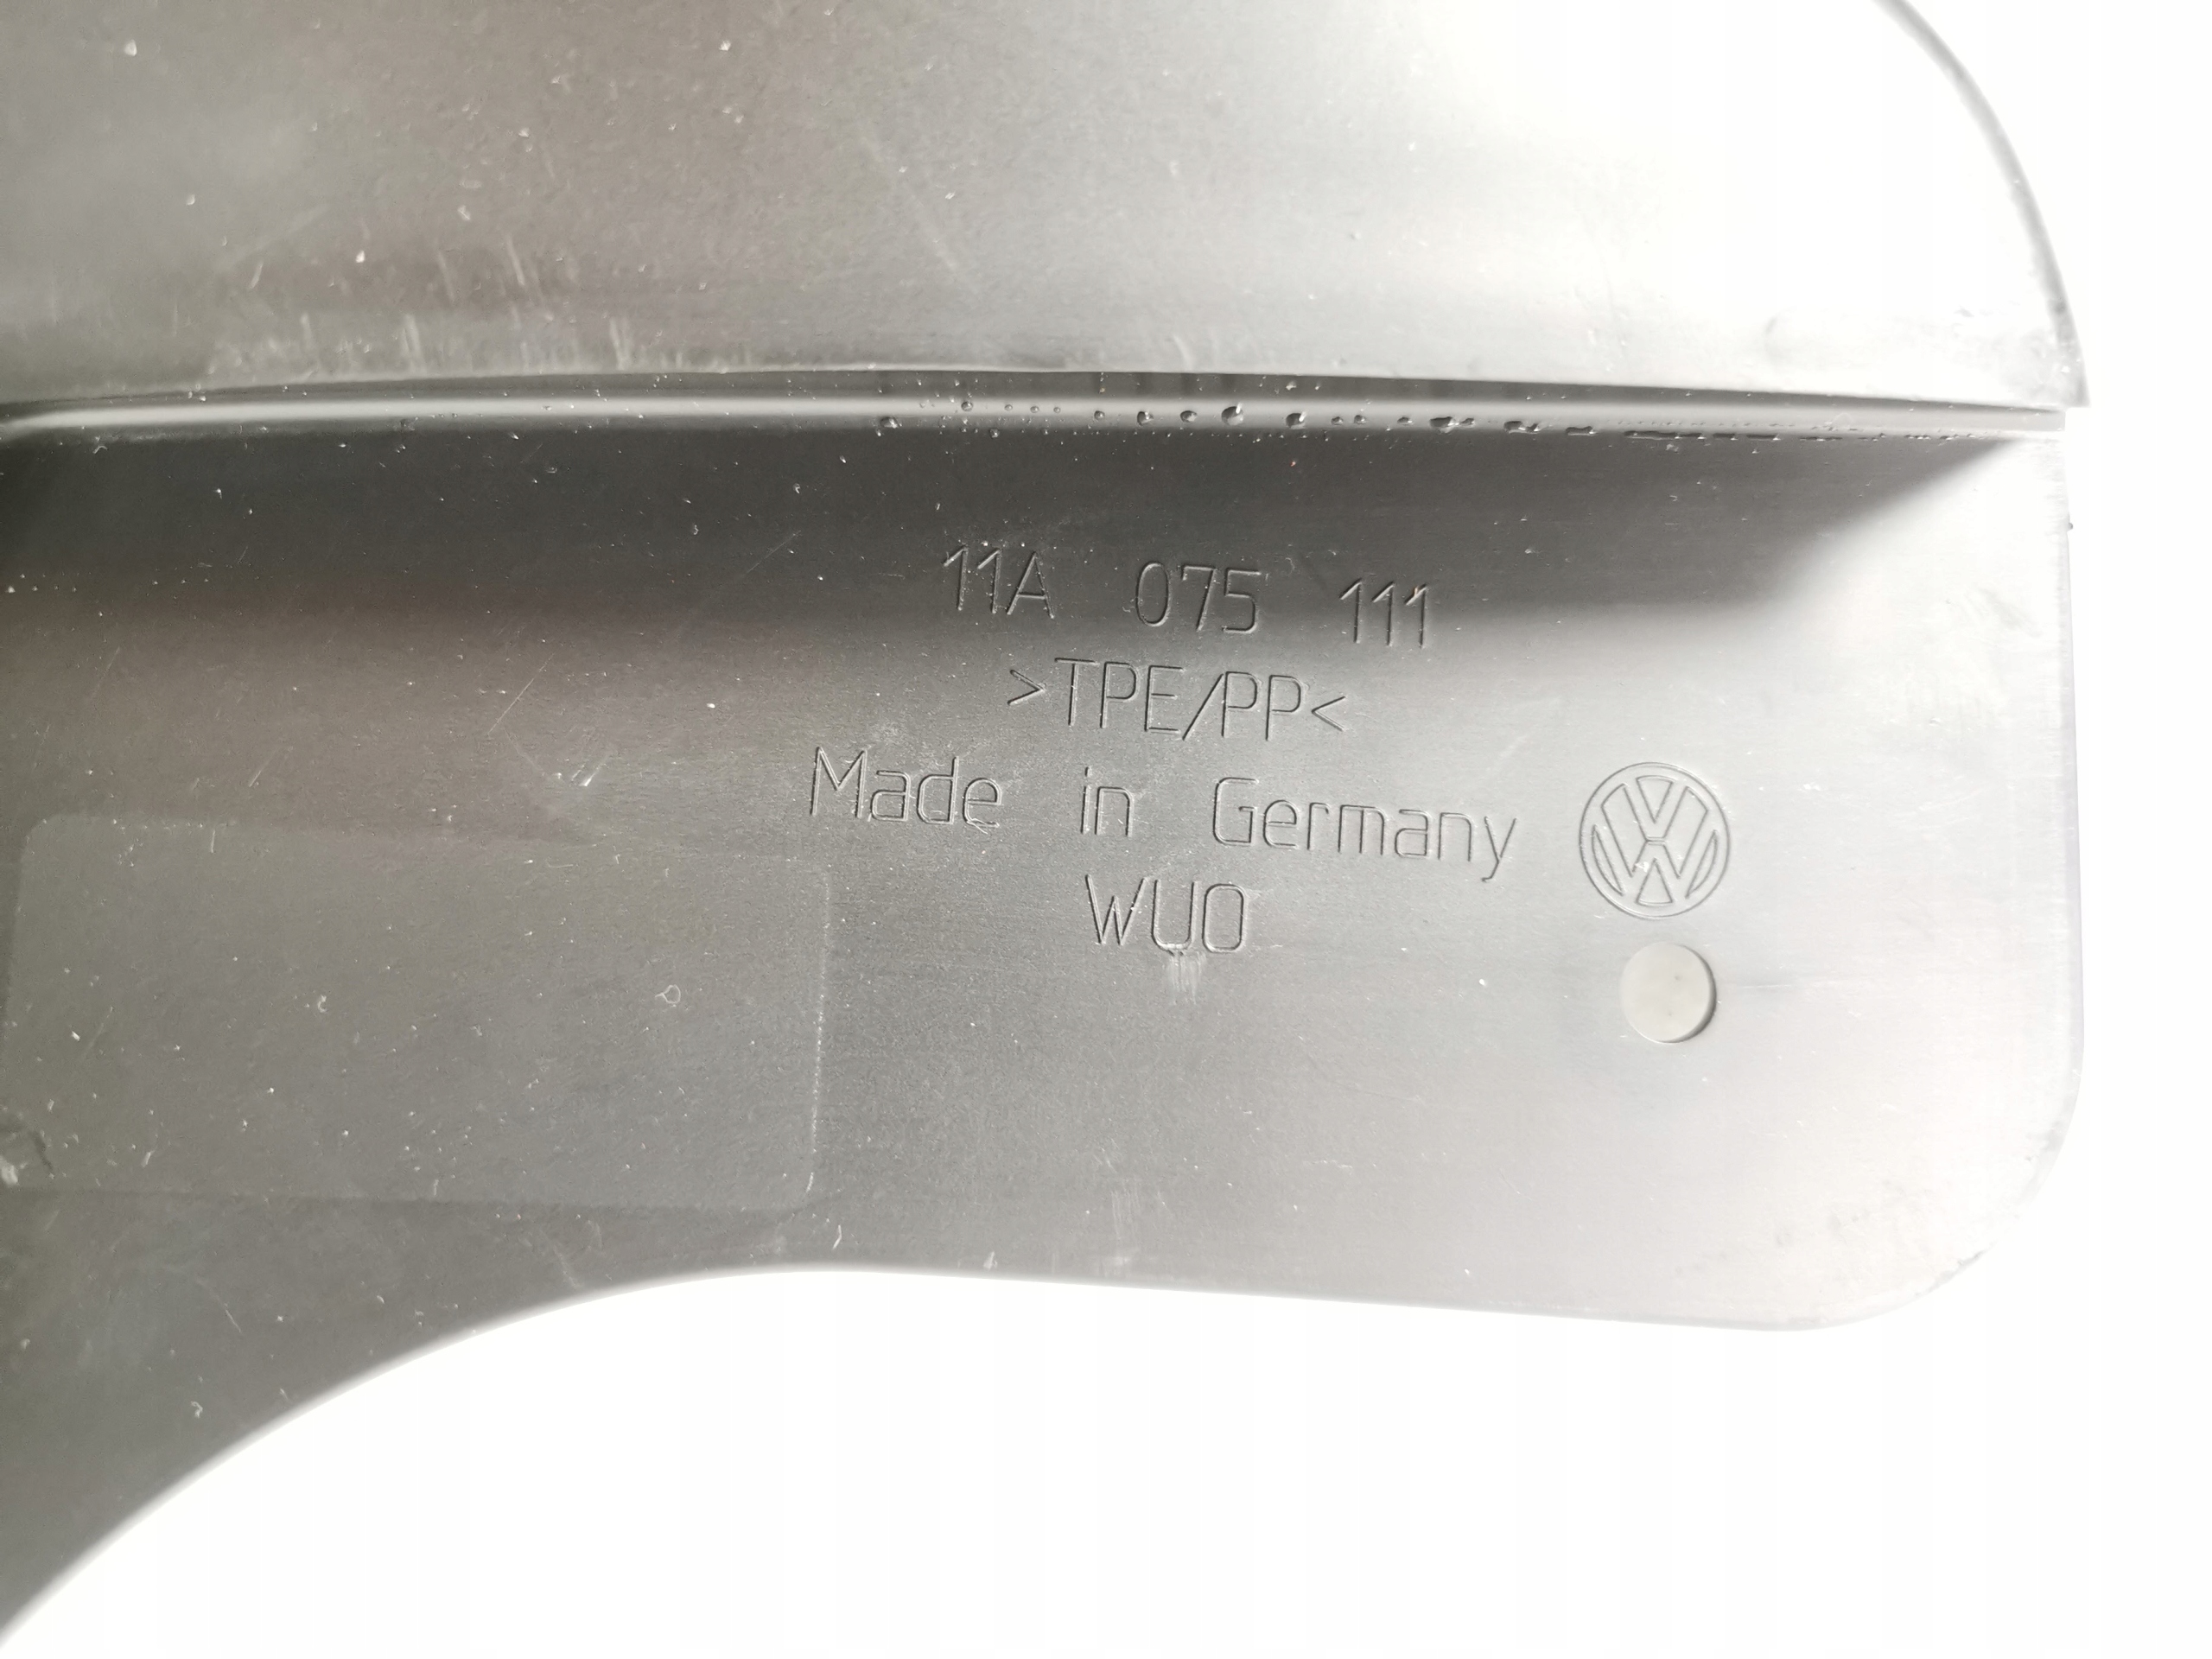 11A 075 111
>TPE/PP<
Made in Germany
WUO